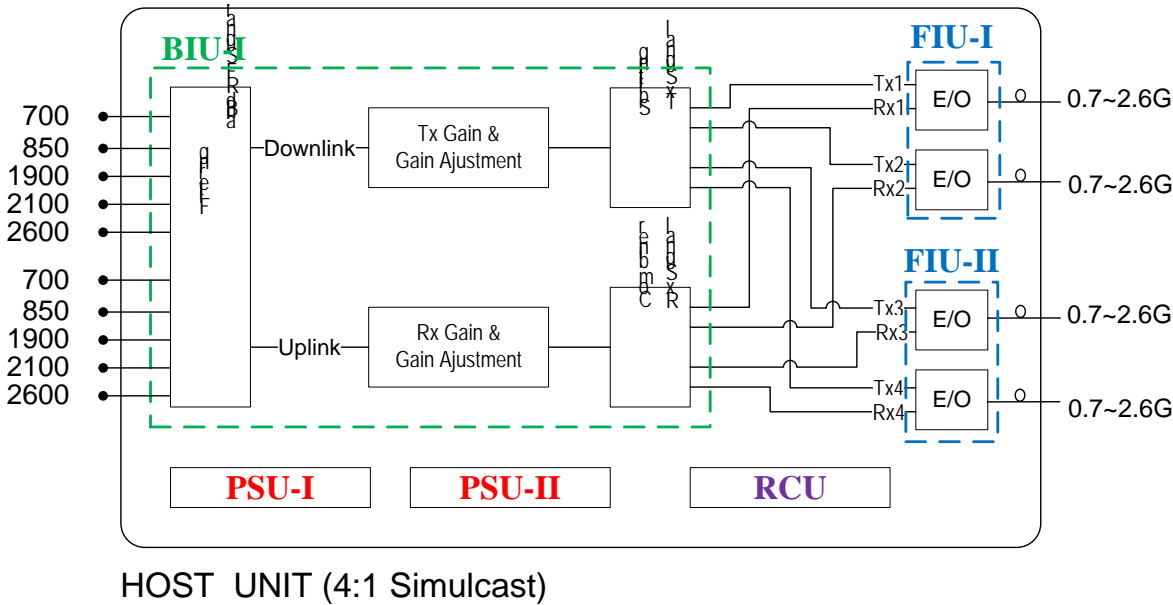 BIU-I
FIU-I
FIU-II
700
850
1900
2100
2600
700
850
1900
2100
2600
Downlink
Uplink
Tx Gain &
Gain Ajustment
Rx Gain &
Gain Ajustment
Tx1
Rx1
Tx2
Rx2
Tx3
Rx3
Tx4
Rx4
E/O
E/O
E/O
E/O
0.7~2.6G
0.7~2.6G
0.7~2.6G
0.7~2.6G
PSU-I
PSU-II
RCU
HOST UNIT (4:1 Simulcast)